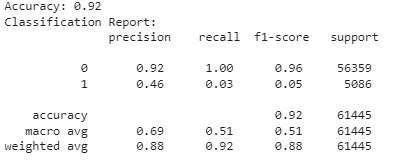 Accuracy: 0.92
Classification Report:
precision recall f1-score support
0 0.92 1.00 0.96 56359
1 0.46 0.03 0.05 5086
accuracy 0.92 61445
macro avg 0.69 0.51 0.51 61445
weighted avg 0.88 0.92 0.88 61445